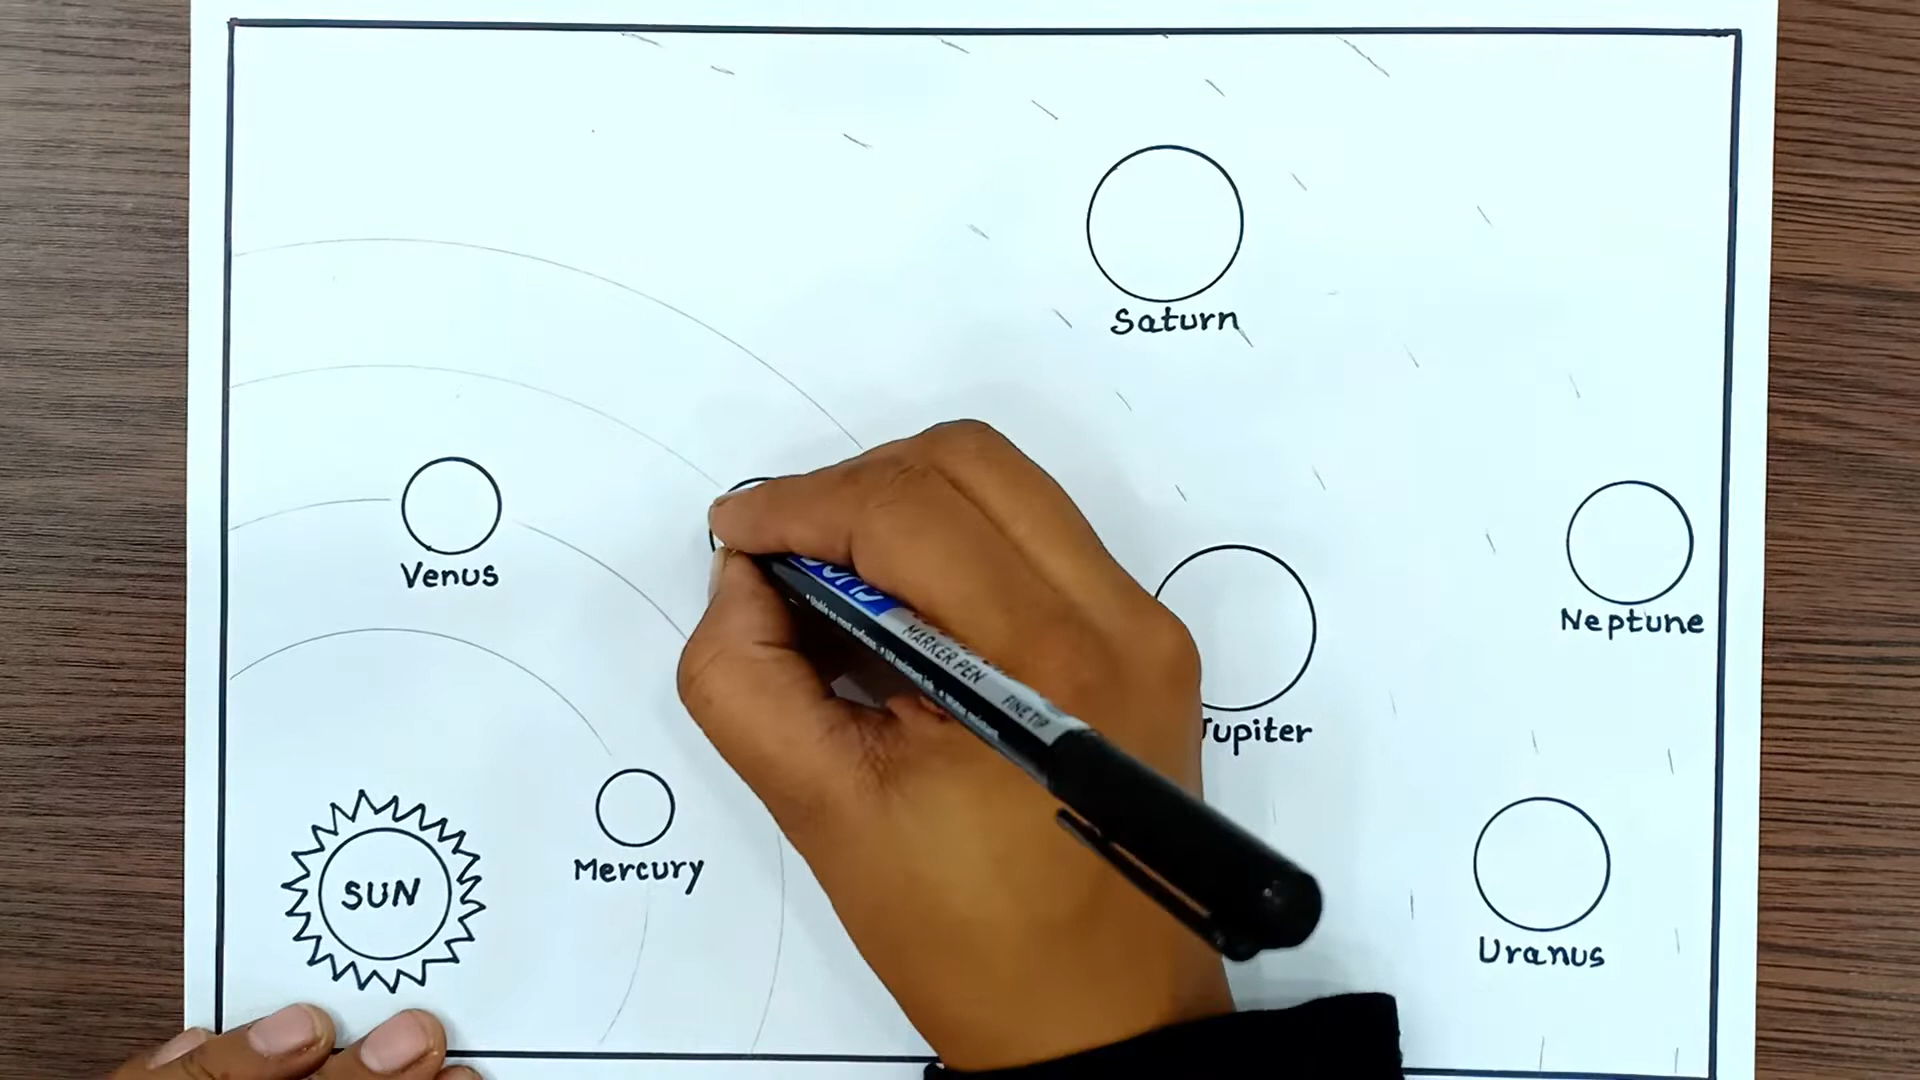 Saturn
Venus
Neptune
MARKER PEN FINE TIP
Jupiter
Mercury
SUN
Uranus